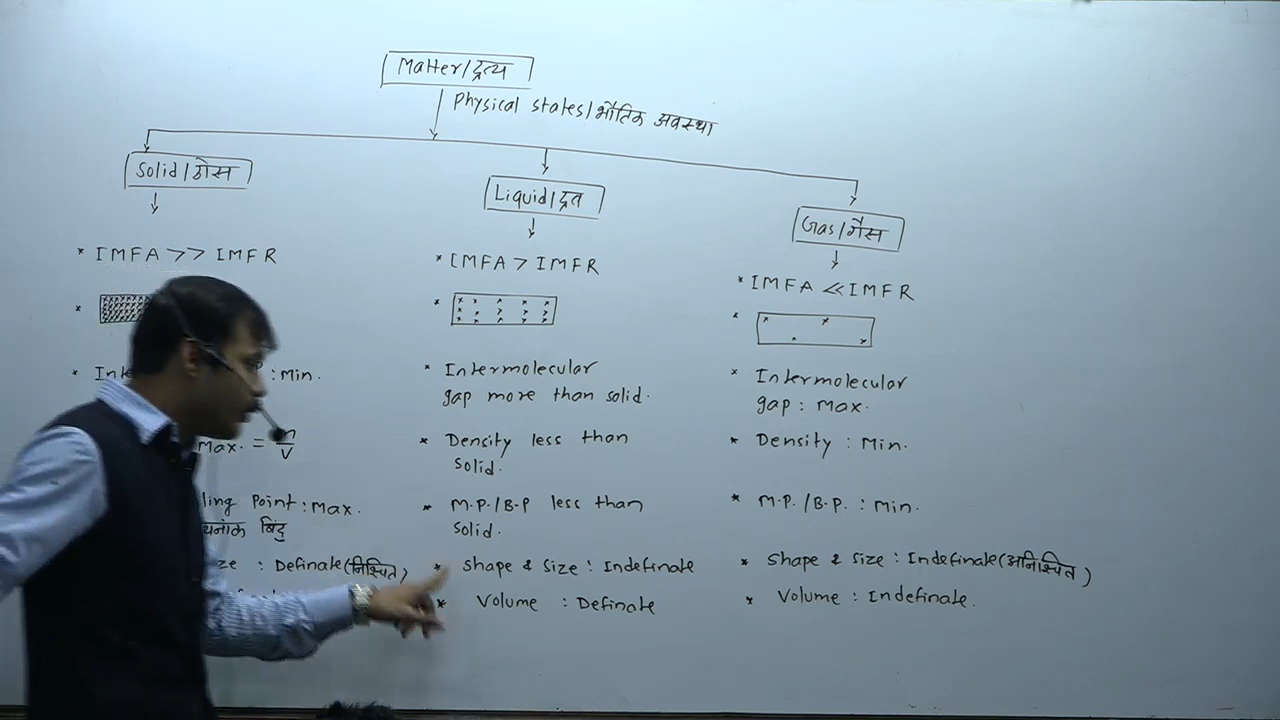 Matter/द्रव्य
Physical states/भौतिक अवस्था
Solid/ठोस
* IMFA >> IMFR
*
: Min.
Max. = m/v
ling Point : Max.
बिंदु
ze : Definate (निश्चित)
Liquid/द्रव
* IMFA > IMFR
*
* Intermolecular
gap more than solid.
* Density less than
solid.
* M.P./B.P less than
solid.
* Shape & Size : Indefinate
* Volume : Definate
Gas/गैस
* IMFA << IMFR
*
* Intermolecular
gap : Max.
* Density : Min.
* M.P./B.P. : Min.
* Shape & Size : Indefinate (अनिश्चित)
* Volume : Indefinate.